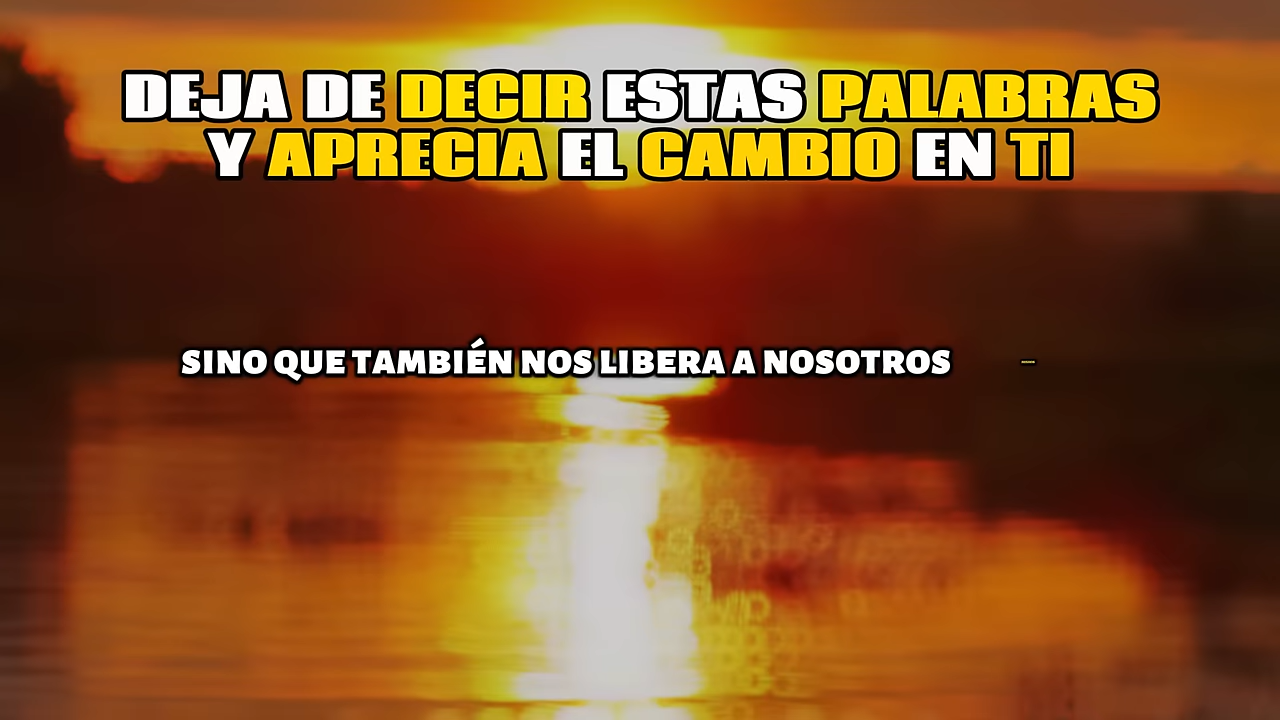 DEJA DE DECIR ESTAS PALABRAS
Y APRECIA EL CAMBIO EN TI
SINO QUE TAMBIÉN NOS LIBERA A NOSOTROS